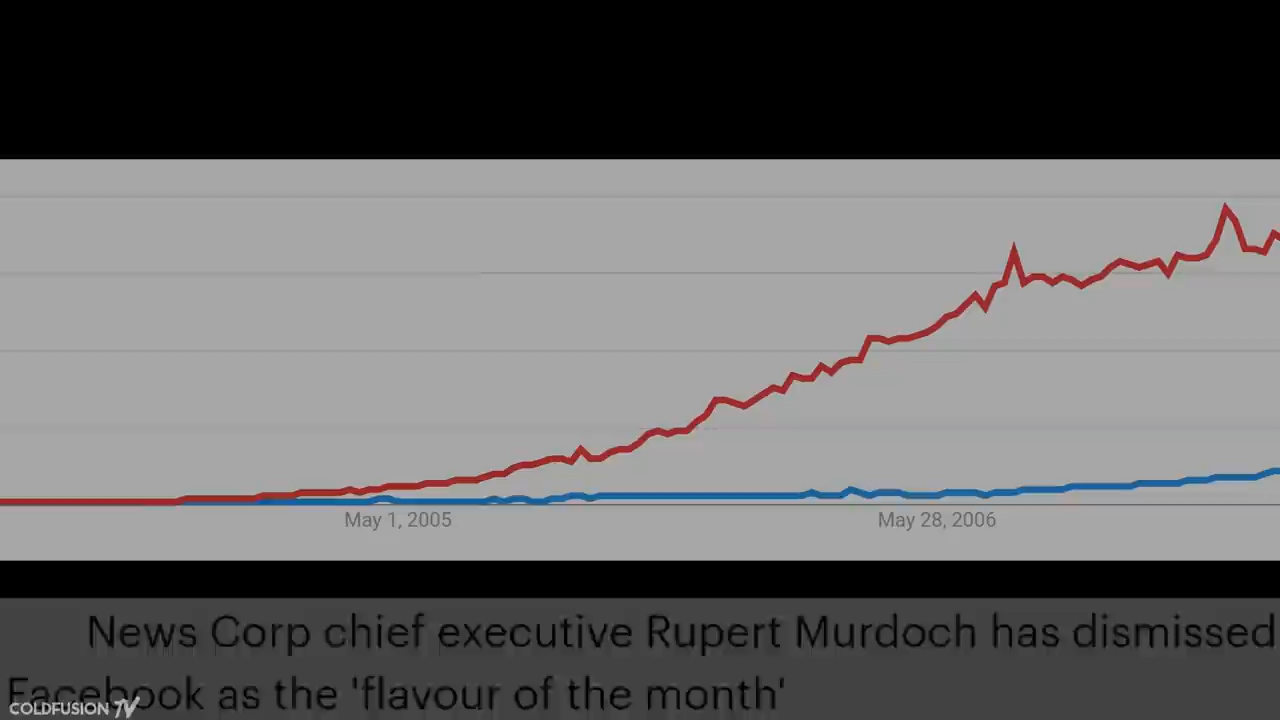 May 1, 2005 May 28, 2006
News Corp chief executive Rupert Murdoch has dismissed
Facebook as the 'flavour of the month'
COLDFUSION TV